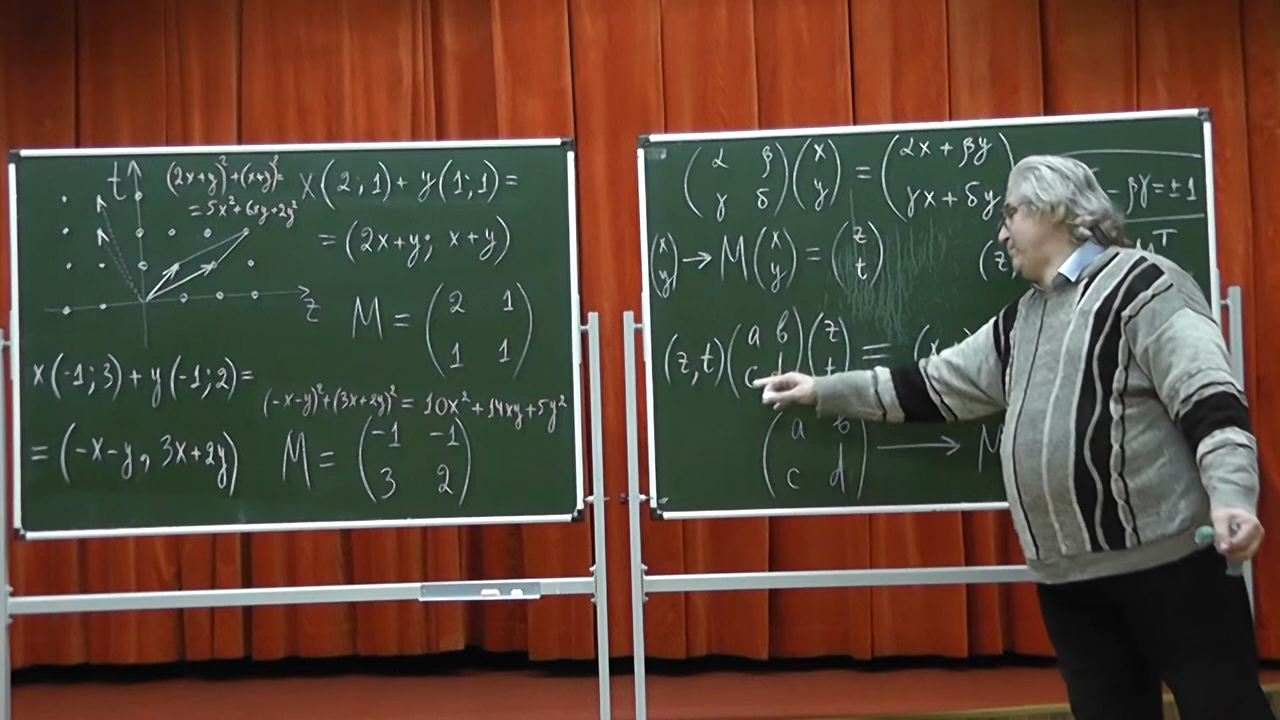 t
(2x+y)²+(x+y)²=
=5x²+6xy+2y²
x(2;1)+y(1;1)=
=(2x+y; x+y)
z
M = (2 1
1 1)
x(-1;3)+y(-1;2)=
=(-x-y, 3x+2y)
(-x-y)²+(3x+2y)² = 10x²+14xy+5y²
M = (-1 -1
3 2)
(α β
γ δ)(x
y) = (αx+βy
γx+δy)
-βγ=±1
(x
y) → M(x
y) = (z
t)
(z
T
(z,t)(a b
c d)(z
t) = (x
(a b
c d) → M